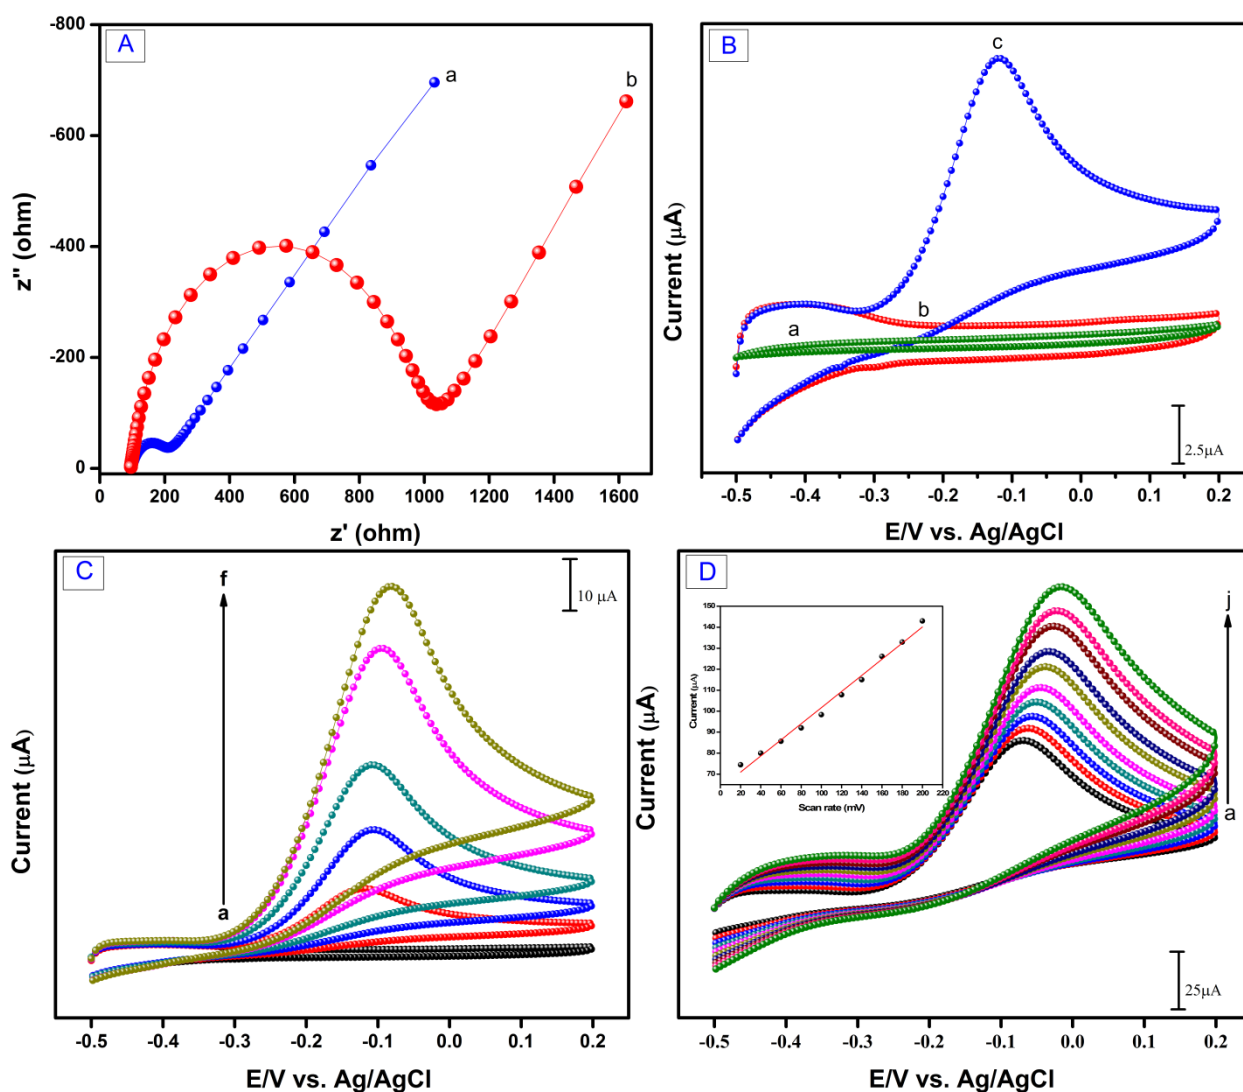 A
a
b
-800
-600
-400
-200
0
z'' (ohm)
0 200 400 600 800 1000 1200 1400 1600
z' (ohm)
B
c
b
a
Current (µA)
2.5µA
-0.5 -0.4 -0.3 -0.2 -0.1 0.0 0.1 0.2
E/V vs. Ag/AgCl
C
f
a
10 µA
Current (µA)
-0.5 -0.4 -0.3 -0.2 -0.1 0.0 0.1 0.2
E/V vs. Ag/AgCl
D
j
a
Current (µA)
150
140
130
120
110
100
90
80
70
Current (µA)
0 20 40 60 80 100 120 140 160 180 200 220
Scan rate (mV)
25µA
-0.5 -0.4 -0.3 -0.2 -0.1 0.0 0.1 0.2
E/V vs. Ag/AgCl